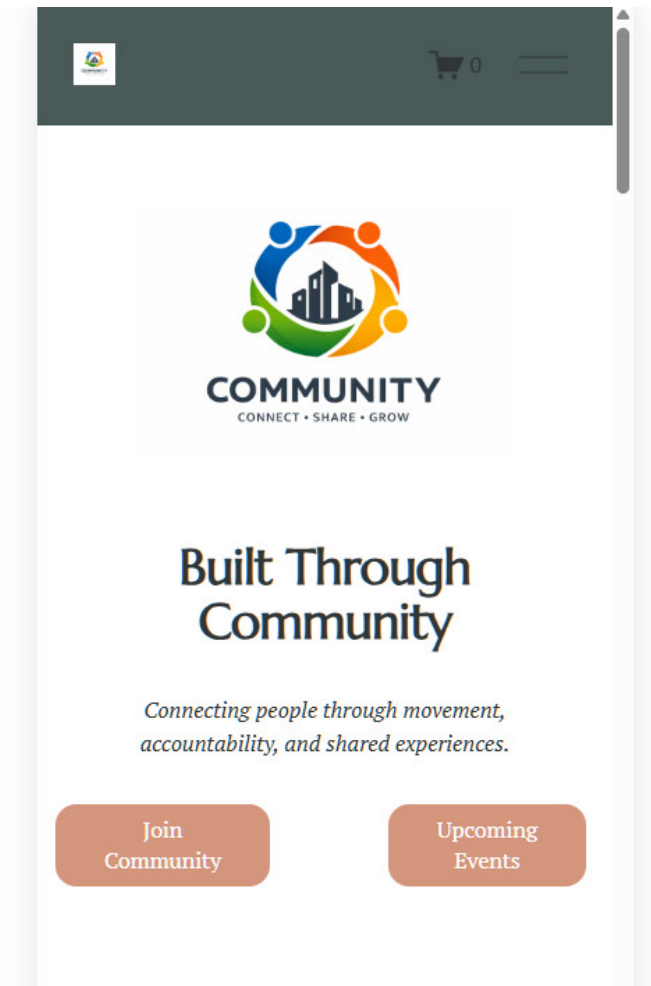 0
COMMUNITY
CONNECT • SHARE • GROW
Built Through
Community
Connecting people through movement,
accountability, and shared experiences.
Join
Community
Upcoming
Events